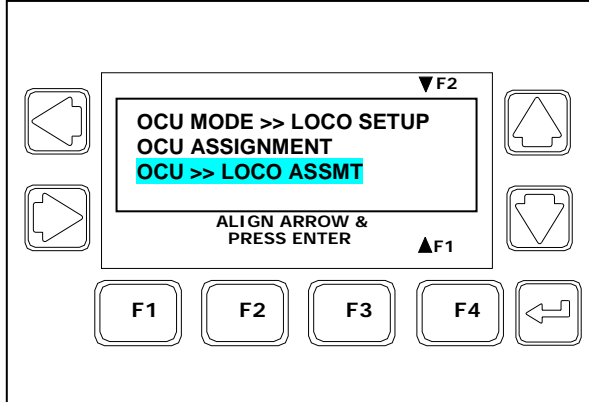 ▼F2
OCU MODE >> LOCO SETUP
OCU ASSIGNMENT
OCU >> LOCO ASSMT
ALIGN ARROW &
PRESS ENTER
▲F1
F1 F2 F3 F4